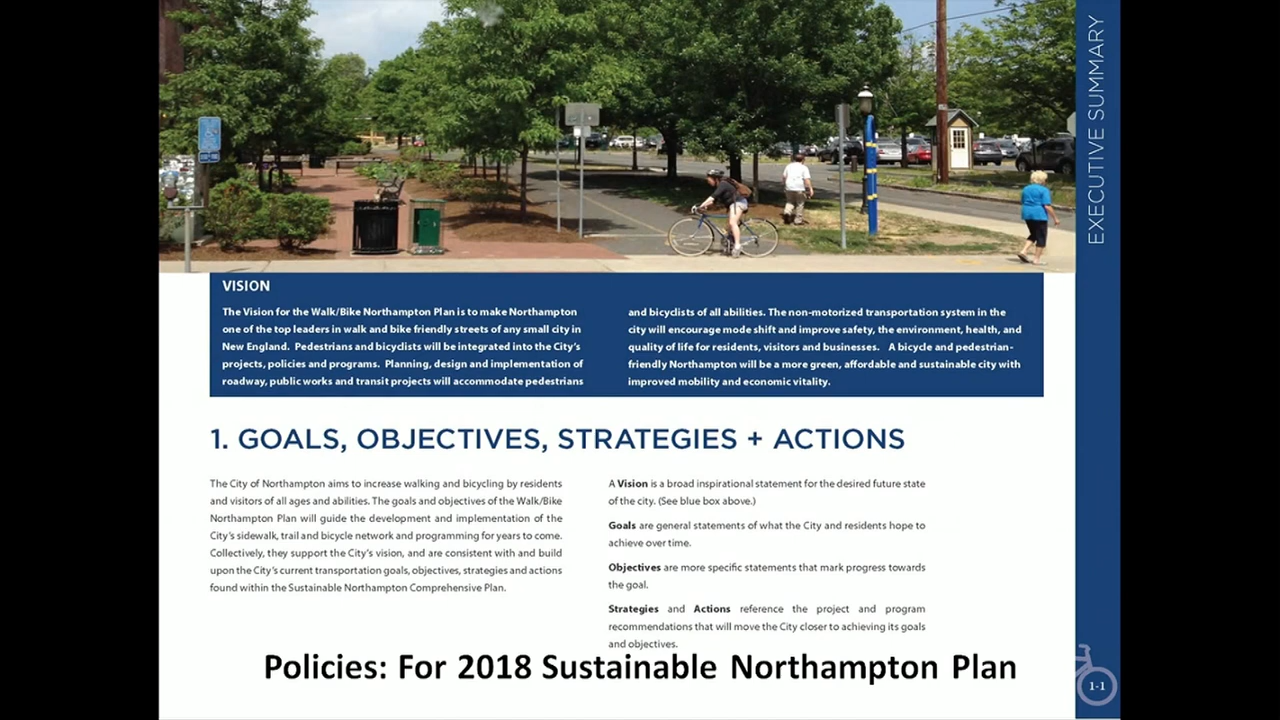 EXECUTIVE SUMMARY
VISION
The Vision for the Walk/Bike Northampton Plan is to make Northampton
one of the top leaders in walk and bike friendly streets of any small city in
New England. Pedestrians and bicyclists will be integrated into the City's
projects, policies and programs. Planning, design and implementation of
roadway, public works and transit projects will accommodate pedestrians
and bicyclists of all abilities. The non-motorized transportation system in the
city will encourage mode shift and improve safety, the environment, health, and
quality of life for residents, visitors and businesses. A bicycle and pedestrian-
friendly Northampton will be a more green, affordable and sustainable city with
improved mobility and economic vitality.
1. GOALS, OBJECTIVES, STRATEGIES + ACTIONS
The City of Northampton aims to increase walking and bicycling by residents
and visitors of all ages and abilities. The goals and objectives of the Walk/Bike
Northampton Plan will guide the development and implementation of the
City's sidewalk, trail and bicycle network and programming for years to come.
Collectively, they support the City's vision, and are consistent with and build
upon the City's current transportation goals, objectives, strategies and actions
found within the Sustainable Northampton Comprehensive Plan.
A Vision is a broad inspirational statement for the desired future state
of the city. (See blue box above.)
Goals are general statements of what the City and residents hope to
achieve over time.
Objectives are more specific statements that mark progress towards
the goal.
Strategies and Actions reference the project and program
recommendations that will move the City closer to achieving its goals
and objectives.
Policies: For 2018 Sustainable Northampton Plan
1-1